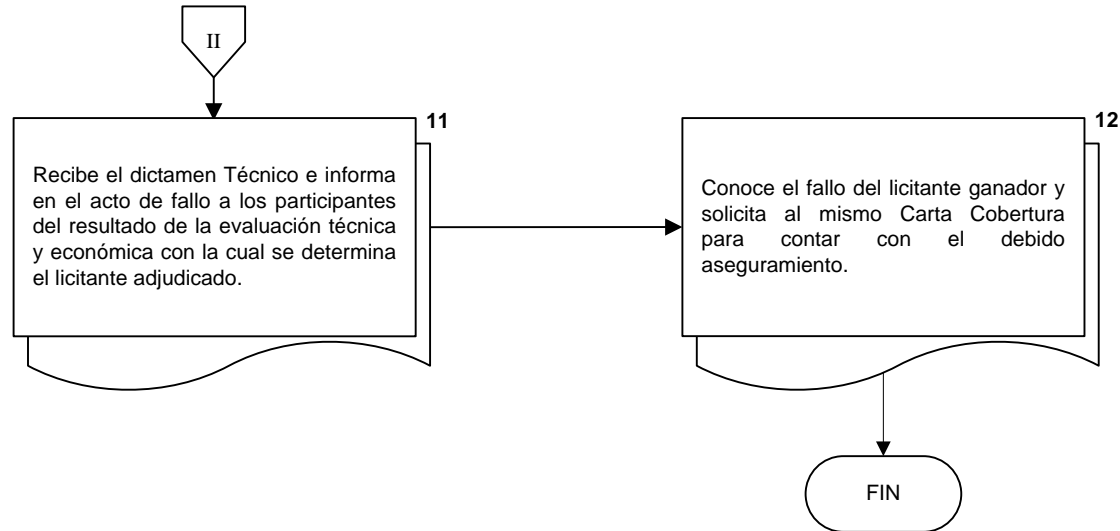 II
11
Recibe el dictamen Técnico e informa
en el acto de fallo a los participantes
del resultado de la evaluación técnica
y económica con la cual se determina
el licitante adjudicado.
12
Conoce el fallo del licitante ganador y
solicita al mismo Carta Cobertura
para contar con el debido
aseguramiento.
FIN